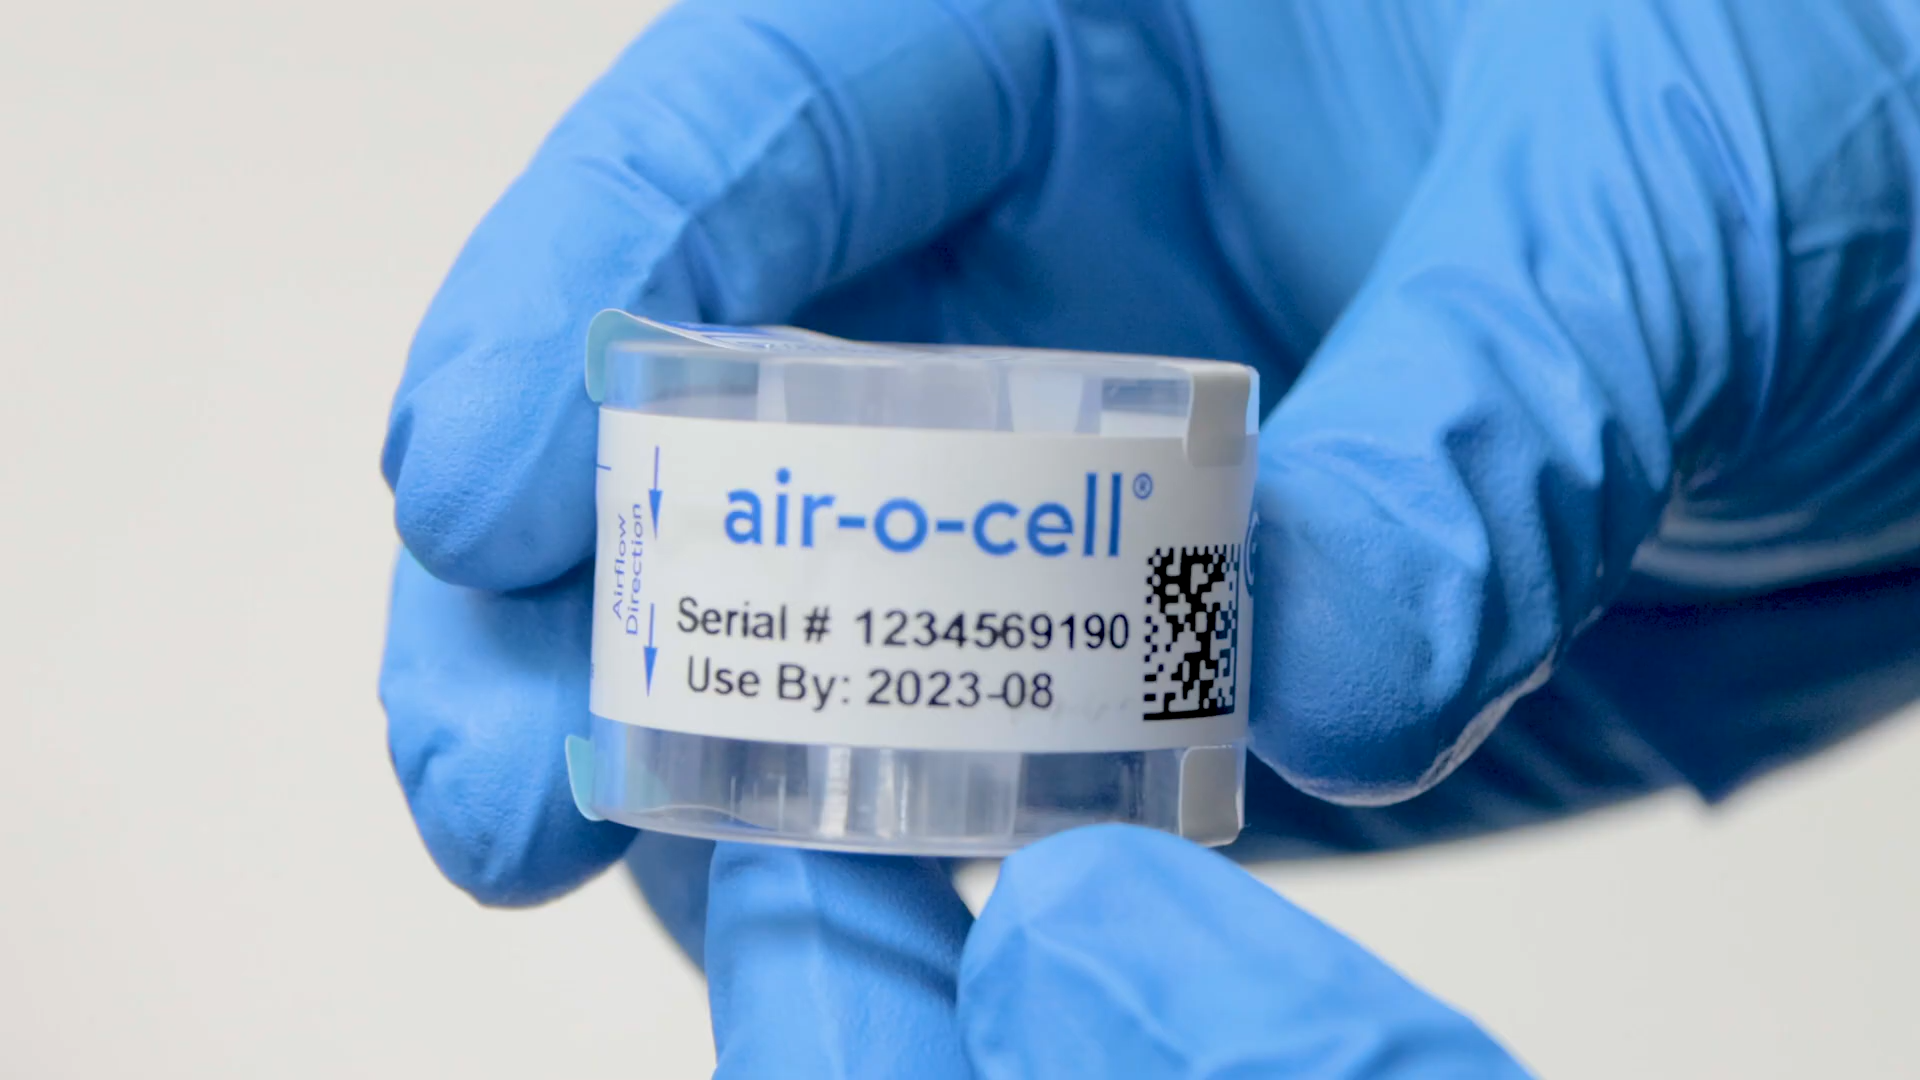 air-o-cell®
Airflow
Direction
Serial # 1234569190
Use By: 2023-08